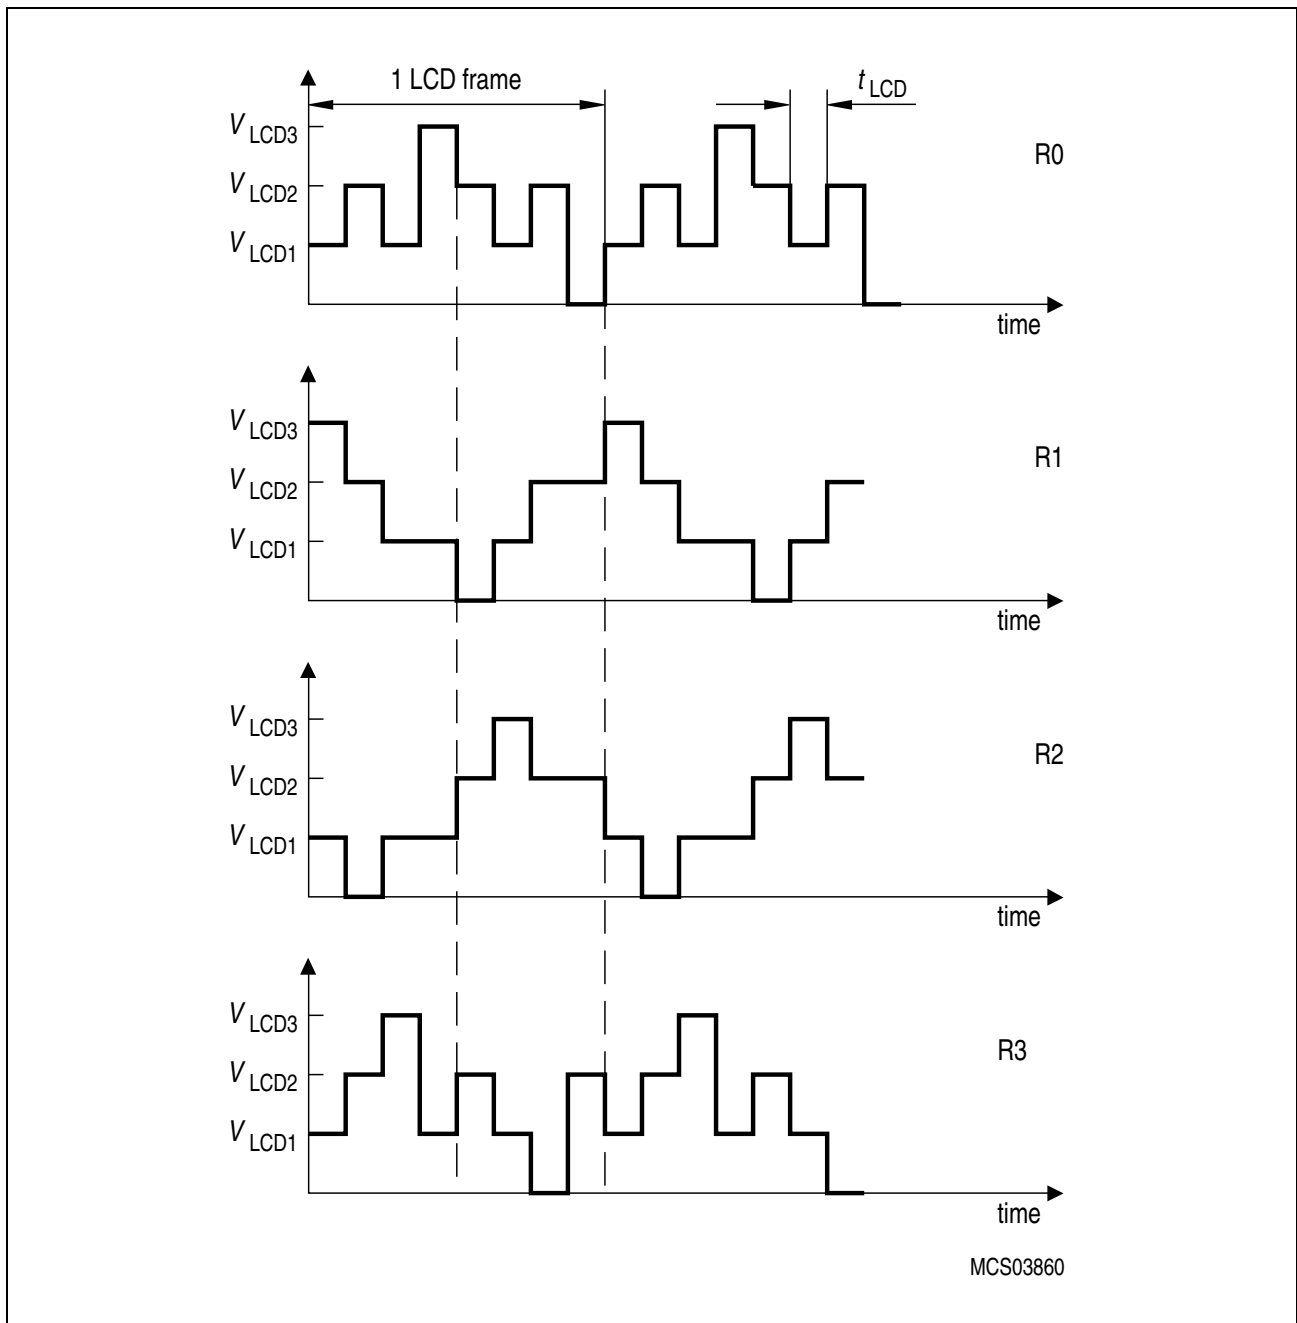 1 LCD frame
t LCD
V LCD3
R0
V LCD2
V LCD1
time
V LCD3
R1
V LCD2
V LCD1
time
V LCD3
R2
V LCD2
V LCD1
time
V LCD3
R3
V LCD2
V LCD1
time
MCS03860